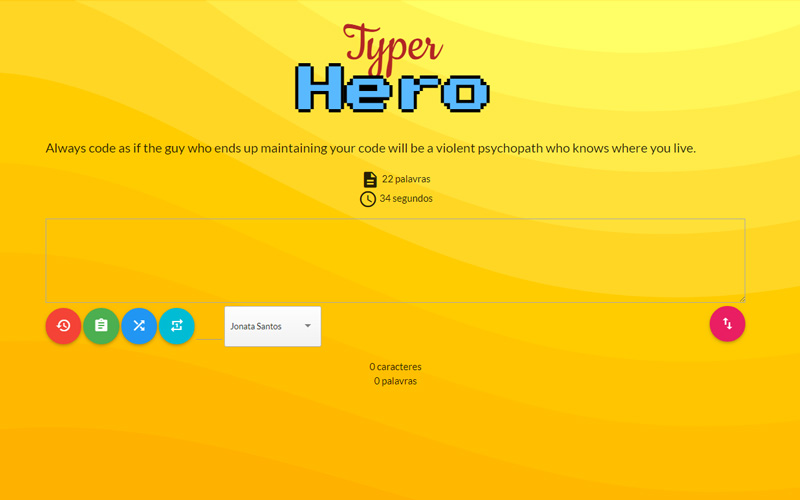 Typer
Hero
Always code as if the guy who ends up maintaining your code will be a violent psychopath who knows where you live.
22 palavras
34 segundos
Jonata Santos
0 caracteres
0 palavras